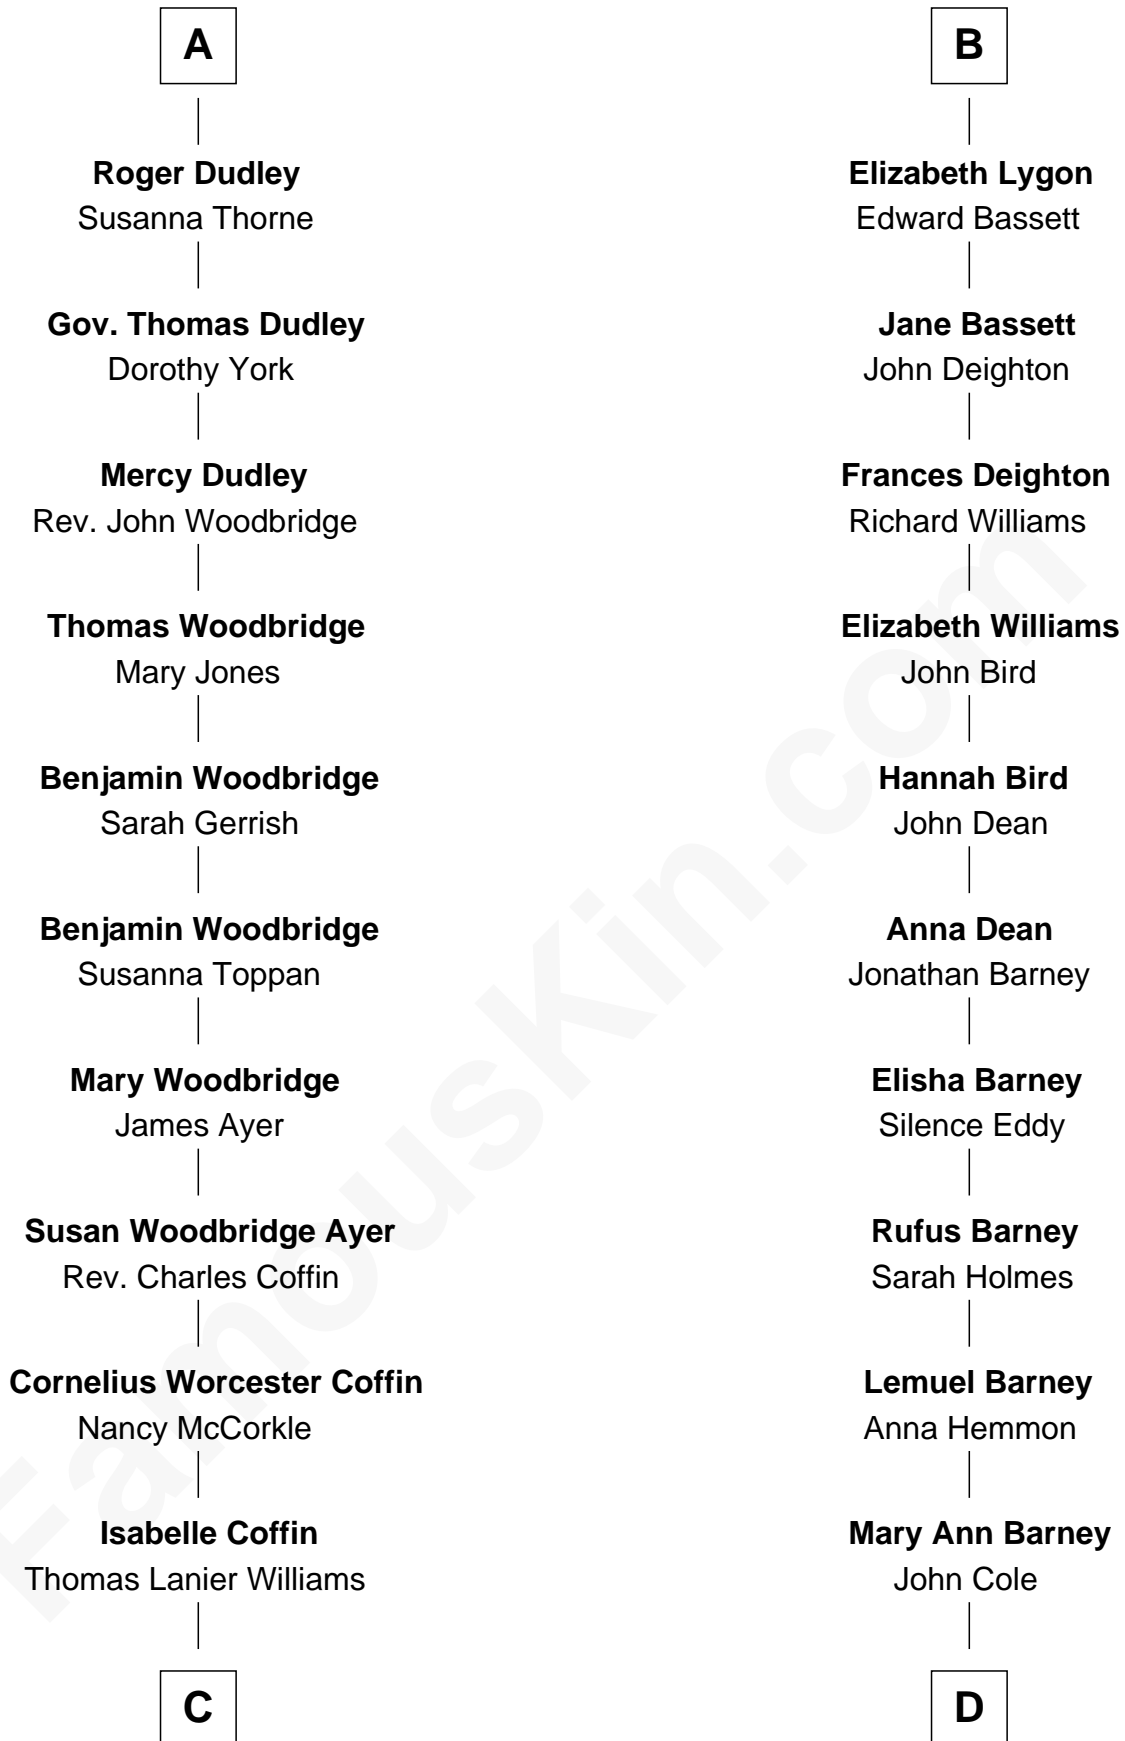 A
Roger Dudley
Susanna Thorne
Gov. Thomas Dudley
Dorothy York
Mercy Dudley
Rev. John Woodbridge
Thomas Woodbridge
Mary Jones
Benjamin Woodbridge
Sarah Gerrish
Benjamin Woodbridge
Susanna Toppan
Mary Woodbridge
James Ayer
Susan Woodbridge Ayer
Rev. Charles Coffin
Cornelius Worcester Coffin
Nancy McCorkle
Isabelle Coffin
Thomas Lanier Williams
C
B
Elizabeth Lygon
Edward Bassett
Jane Bassett
John Deighton
Frances Deighton
Richard Williams
Elizabeth Williams
John Bird
Hannah Bird
John Dean
Anna Dean
Jonathan Barney
Elisha Barney
Silence Eddy
Rufus Barney
Sarah Holmes
Lemuel Barney
Anna Hemmon
Mary Ann Barney
John Cole
D
FamousKin.com